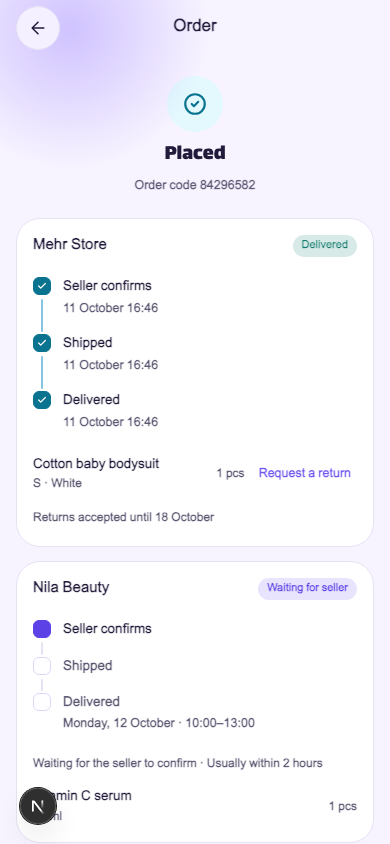 Order
Placed
Order code 84296582
Mehr Store
Delivered
Seller confirms
11 October 16:46
Shipped
11 October 16:46
Delivered
11 October 16:46
Cotton baby bodysuit
S · White
1 pcs
Request a return
Returns accepted until 18 October
Nila Beauty
Waiting for seller
Seller confirms
Shipped
Delivered
Monday, 12 October · 10:00–13:00
Waiting for the seller to confirm · Usually within 2 hours
C serum
1 pcs
N